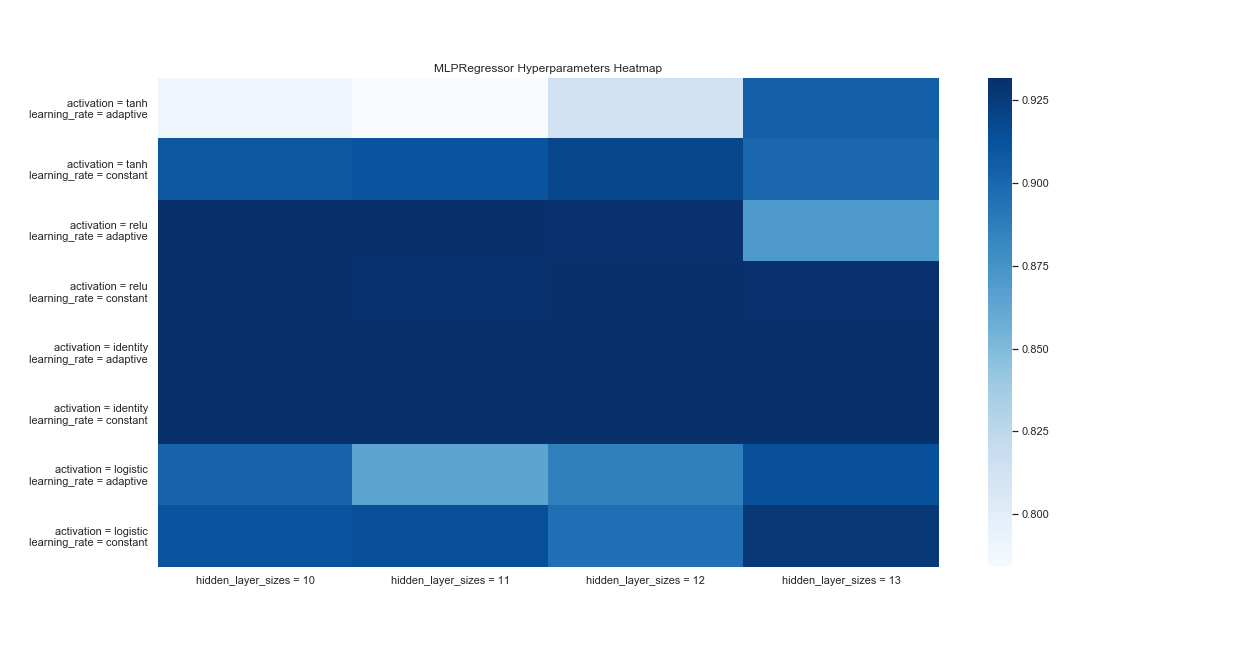 MLPRegressor Hyperparameters Heatmap
activation = tanh
learning_rate = adaptive
activation = tanh
learning_rate = constant
activation = relu
learning_rate = adaptive
activation = relu
learning_rate = constant
activation = identity
learning_rate = adaptive
activation = identity
learning_rate = constant
activation = logistic
learning_rate = adaptive
activation = logistic
learning_rate = constant
hidden_layer_sizes = 10
hidden_layer_sizes = 11
hidden_layer_sizes = 12
hidden_layer_sizes = 13
0.925
0.900
0.875
0.850
0.825
0.800